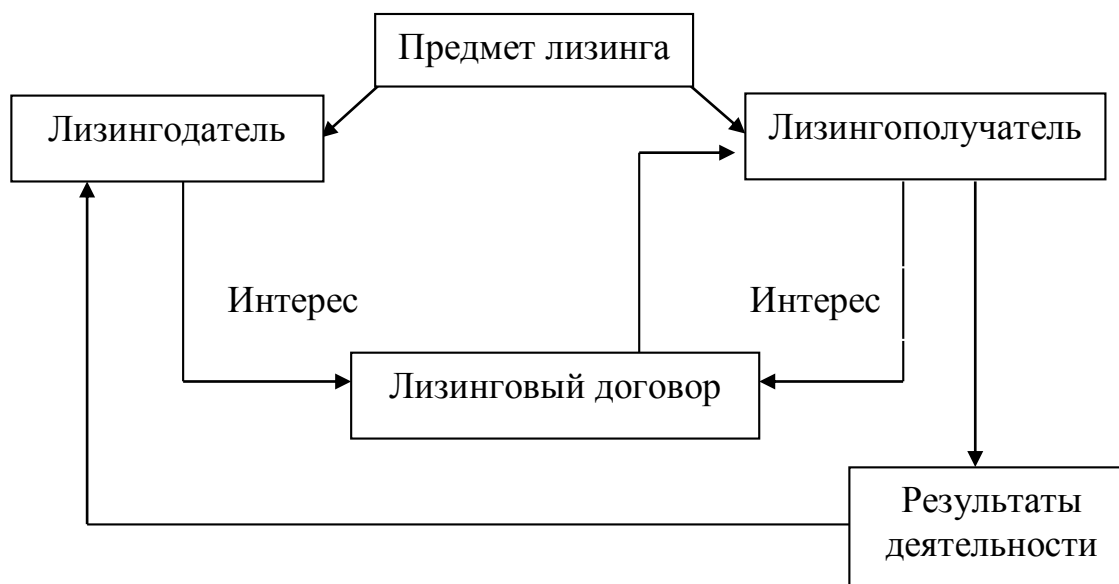 Предмет лизинга
Лизингодатель
Лизингополучатель
Интерес
Интерес
Лизинговый договор
Результаты
деятельности